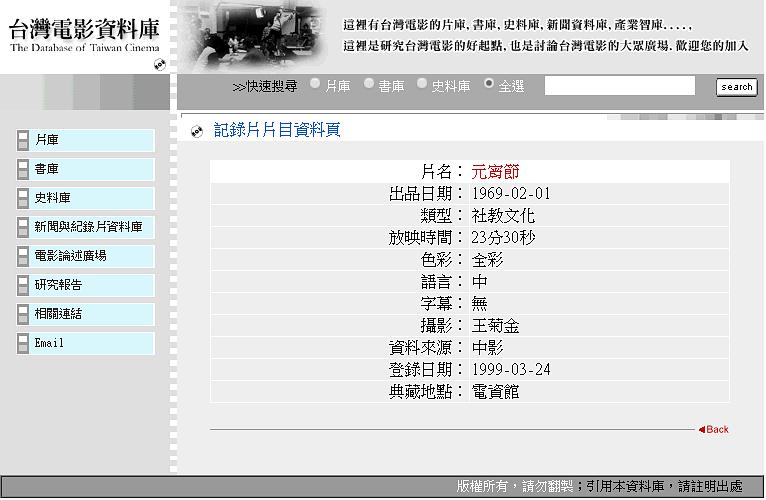 台灣電影資料庫
The Database of Taiwan Cinema
這裡有台灣電影的片庫, 書庫, 史料庫, 新聞資料庫, 產業智庫.....,
這裡是研究台灣電影的好起點, 也是討論台灣電影的大眾廣場. 歡迎您的加入
>>快速搜尋 片庫 書庫 史料庫 全選 search
片庫
書庫
史料庫
新聞與紀錄片資料庫
電影論述廣場
研究報告
相關連結
Email
記錄片片目資料頁
片名： 元宵節
出品日期： 1969-02-01
類型： 社教文化
放映時間： 23分30秒
色彩： 全彩
語言： 中
字幕： 無
攝影： 王菊金
資料來源： 中影
登錄日期： 1999-03-24
典藏地點： 電資館
Back
版權所有，請勿翻製；引用本資料庫，請註明出處